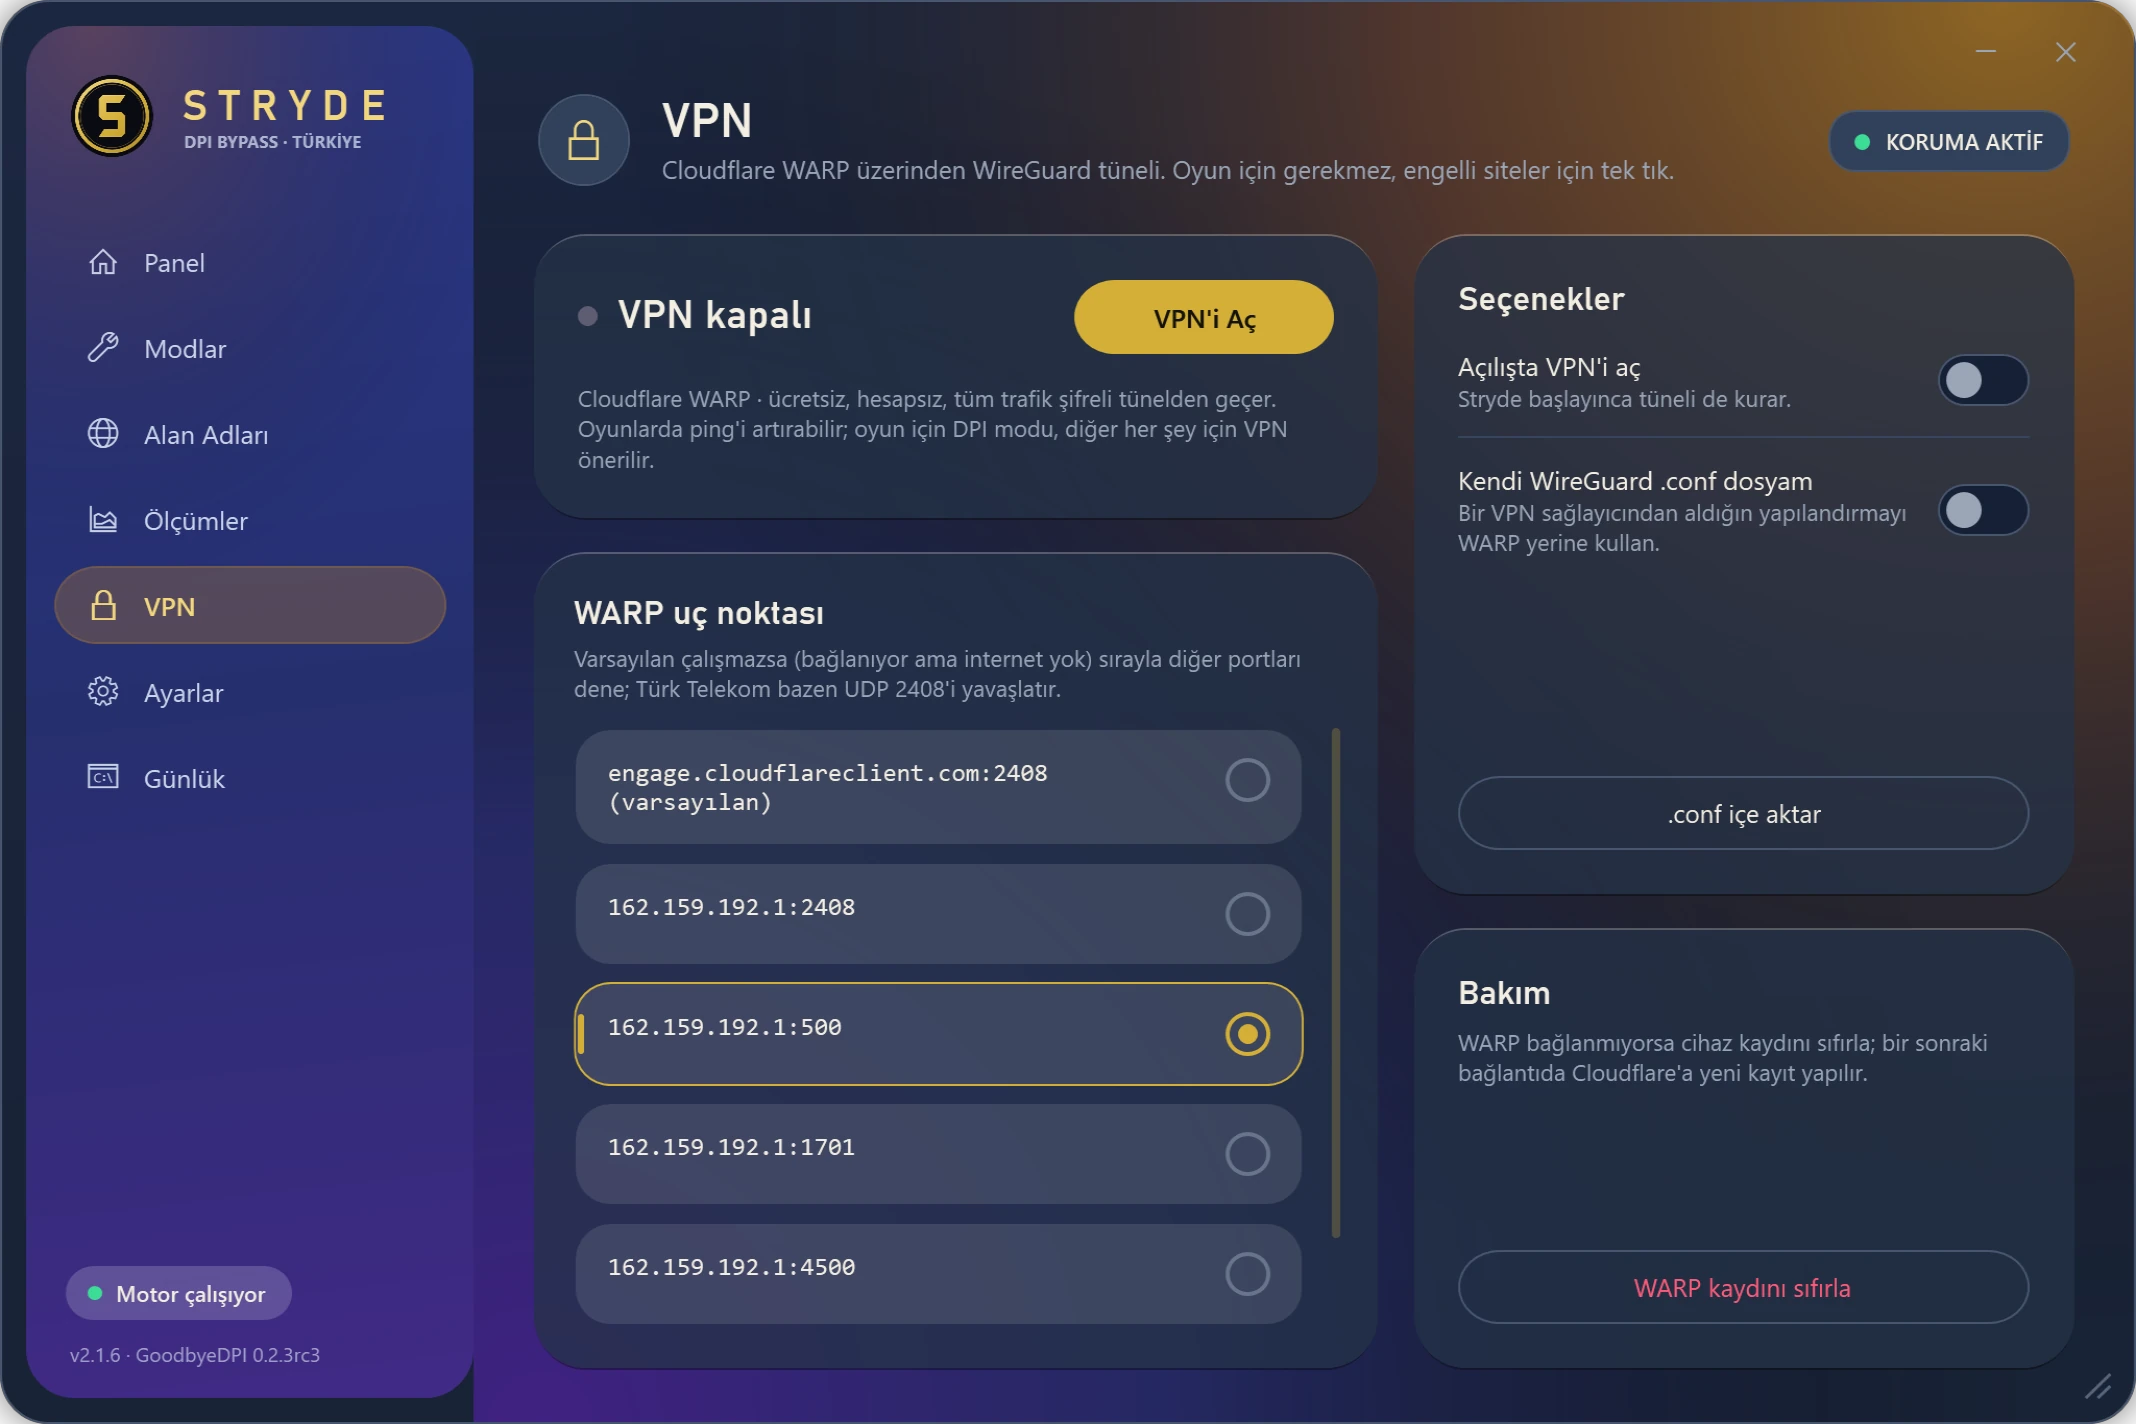 STRYDE
DPI BYPASS · TÜRKİYE
Panel
Modlar
Alan Adları
Ölçümler
VPN
Ayarlar
C:\
Günlük
Motor çalışıyor
v2.1.6 · GoodbyeDPI 0.2.3rc3
VPN
Cloudflare WARP üzerinden WireGuard tüneli. Oyun için gerekmez, engelli siteler için tek tık.
KORUMA AKTİF
VPN kapalı
VPN'i Aç
Cloudflare WARP · ücretsiz, hesapsız, tüm trafik şifreli tünelden geçer.
Oyunlarda ping'i artırabilir; oyun için DPI modu, diğer her şey için VPN
önerilir.
WARP uç noktası
Varsayılan çalışmazsa (bağlanıyor ama internet yok) sırayla diğer portları
dene; Türk Telekom bazen UDP 2408'i yavaşlatır.
engage.cloudflareclient.com:2408
(varsayılan)
162.159.192.1:2408
162.159.192.1:500
162.159.192.1:1701
162.159.192.1:4500
Seçenekler
Açılışta VPN'i aç
Stryde başlayınca tüneli de kurar.
Kendi WireGuard .conf dosyam
Bir VPN sağlayıcından aldığın yapılandırmayı
WARP yerine kullan.
.conf içe aktar
Bakım
WARP bağlanmıyorsa cihaz kaydını sıfırla; bir sonraki
bağlantıda Cloudflare'a yeni kayıt yapılır.
WARP kaydını sıfırla